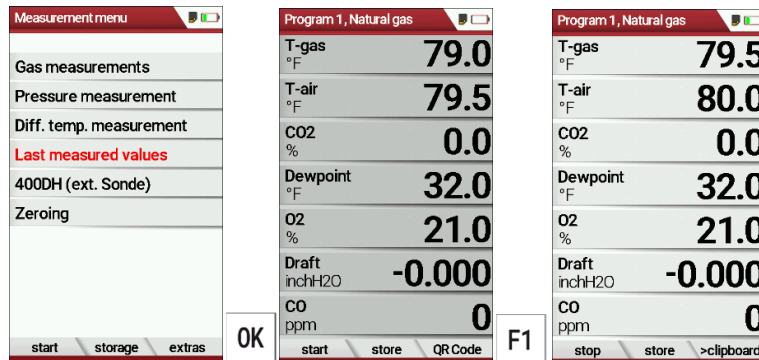 Measurement menu
Gas measurements
Pressure measurement
Diff. temp. measurement
Last measured values
400DH (ext. Sonde)
Zeroing
start storage extras
OK
Program 1, Natural gas
T-gas 79.0
°F
T-air 79.5
°F
CO2 0.0
%
Dewpoint 32.0
°F
O2 21.0
%
Draft -0.000
inchH2O
CO 0
ppm
start store QR Code
F1
Program 1, Natural gas
T-gas 79.5
°F
T-air 80.0
°F
CO2 0.0
%
Dewpoint 32.0
°F
O2 21.0
%
Draft -0.000
inchH2O
CO 0
ppm
stop store >clipboard